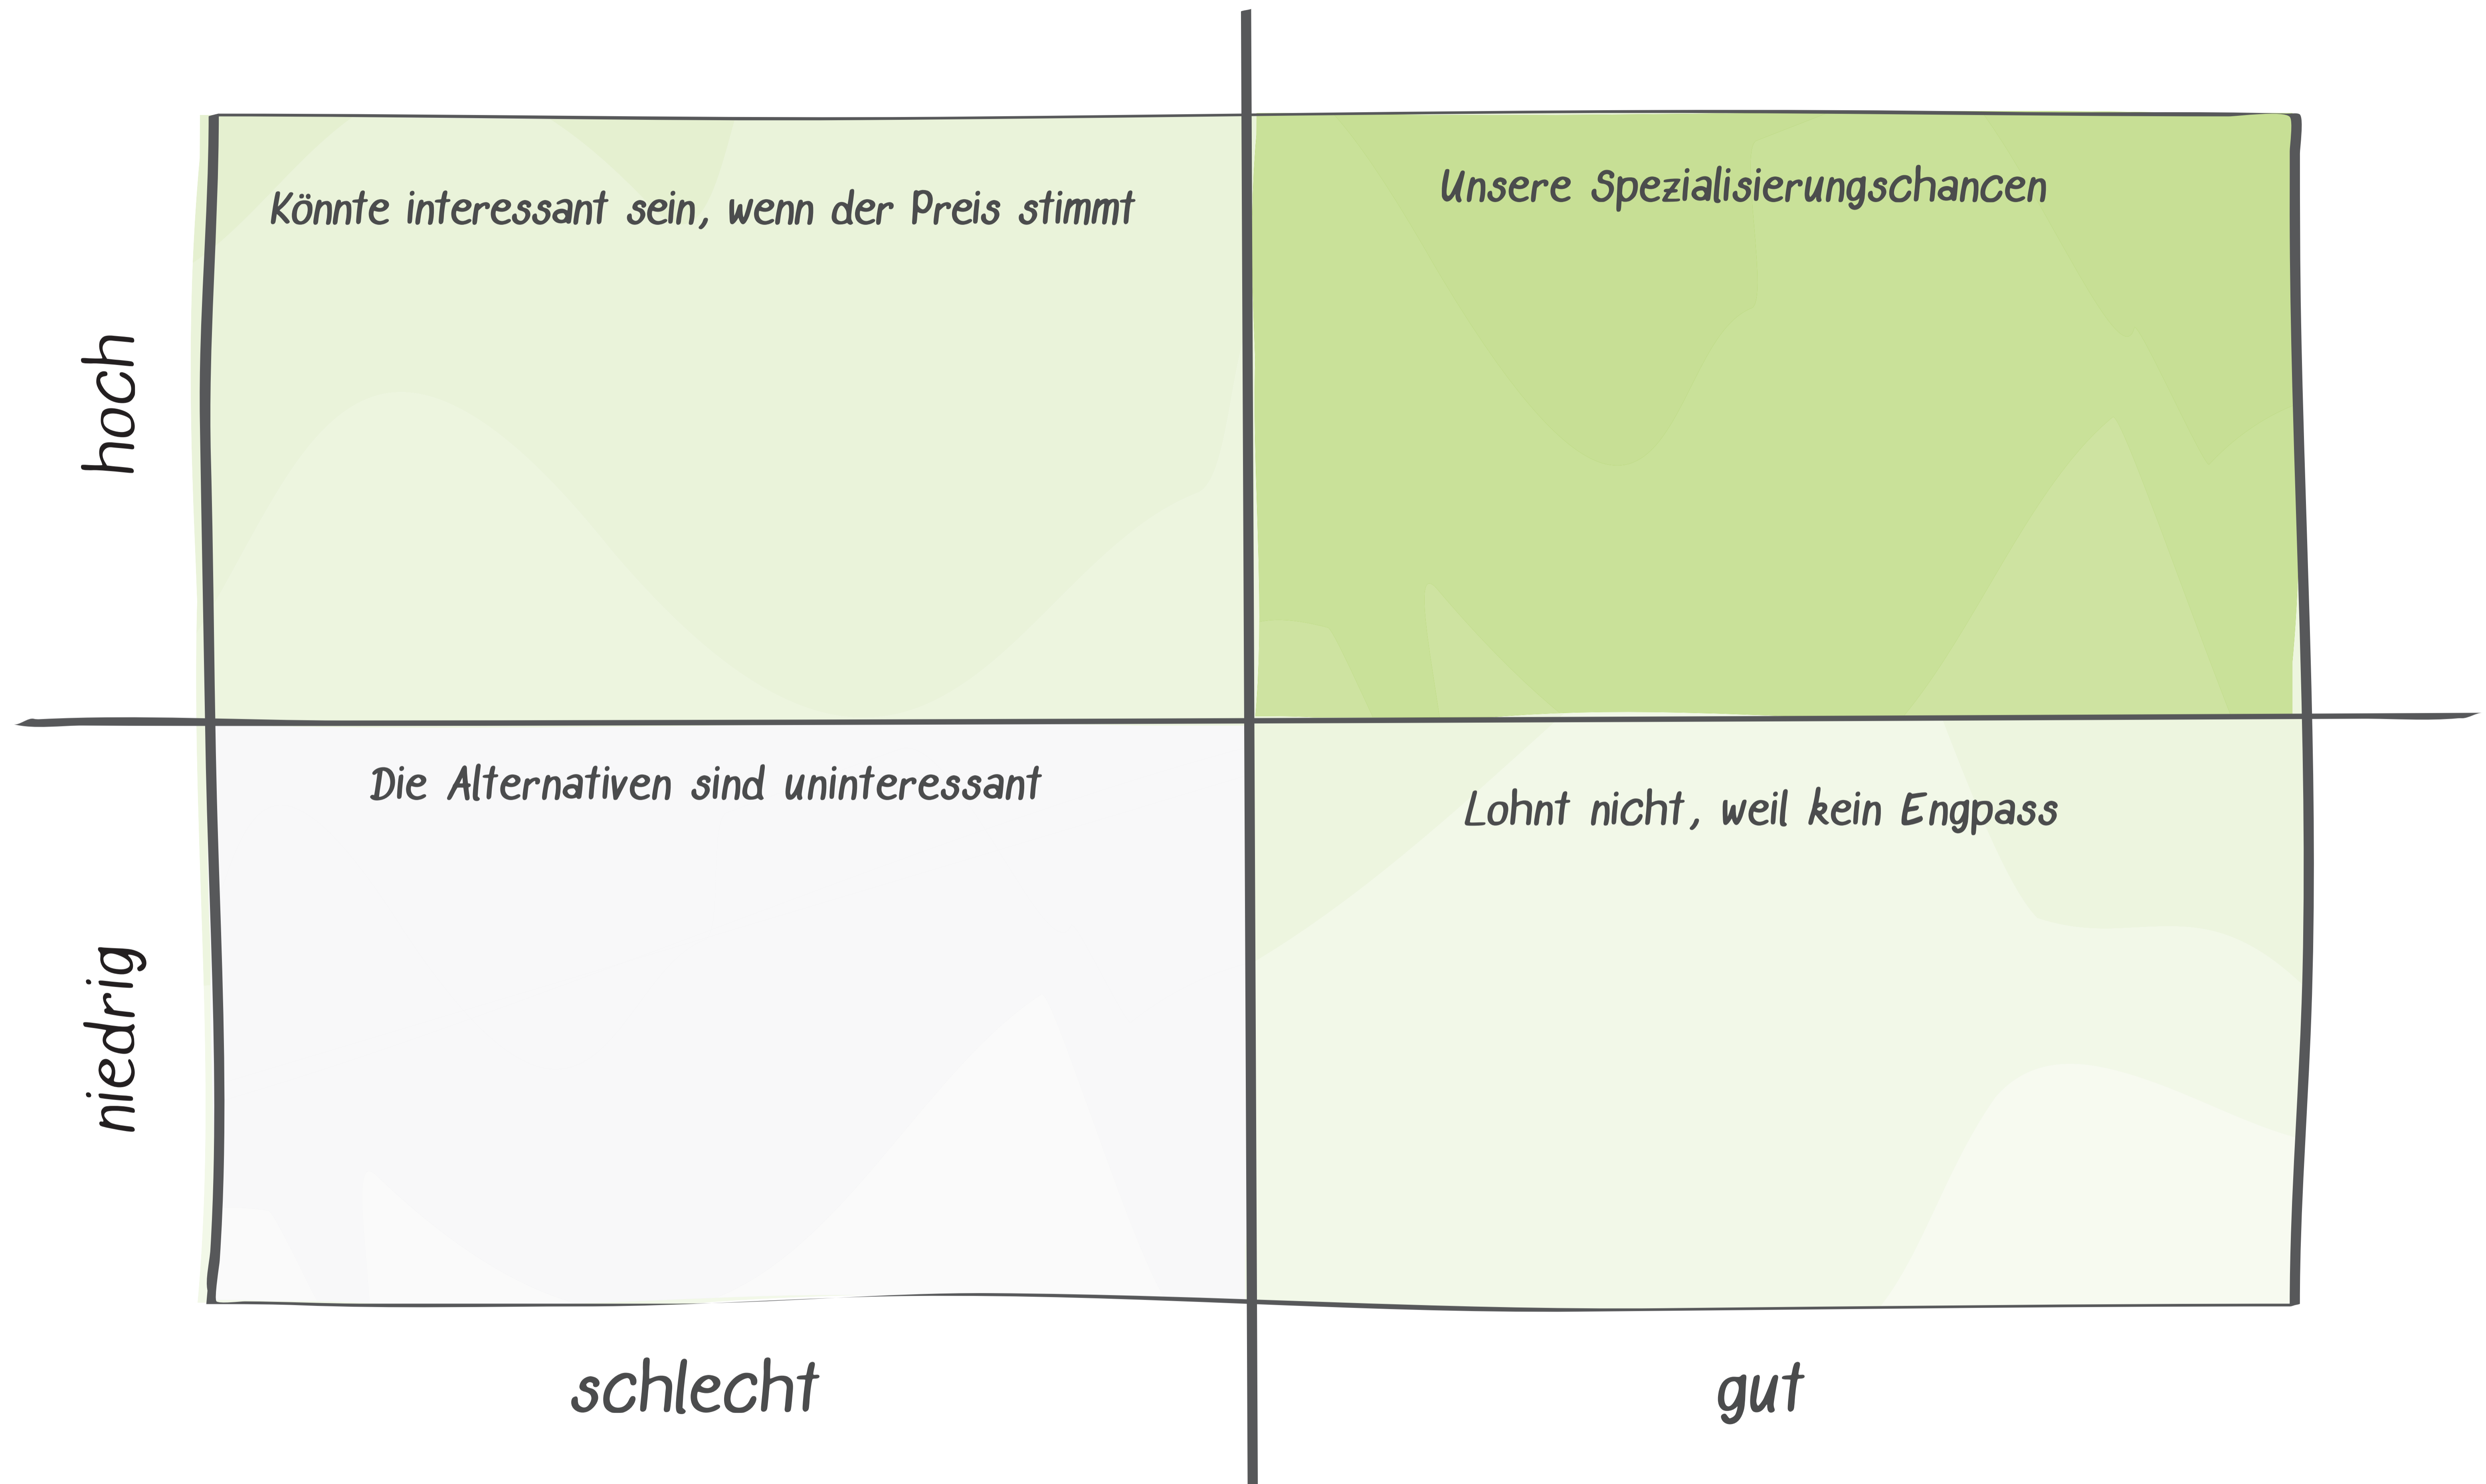 Könnte interessant sein, wenn der Preis stimmt
Unsere Spezialisierungschancen
hoch
Die Alternativen sind uninteressant
Lohnt nicht, weil kein Engpass
niedrig
schlecht
gut